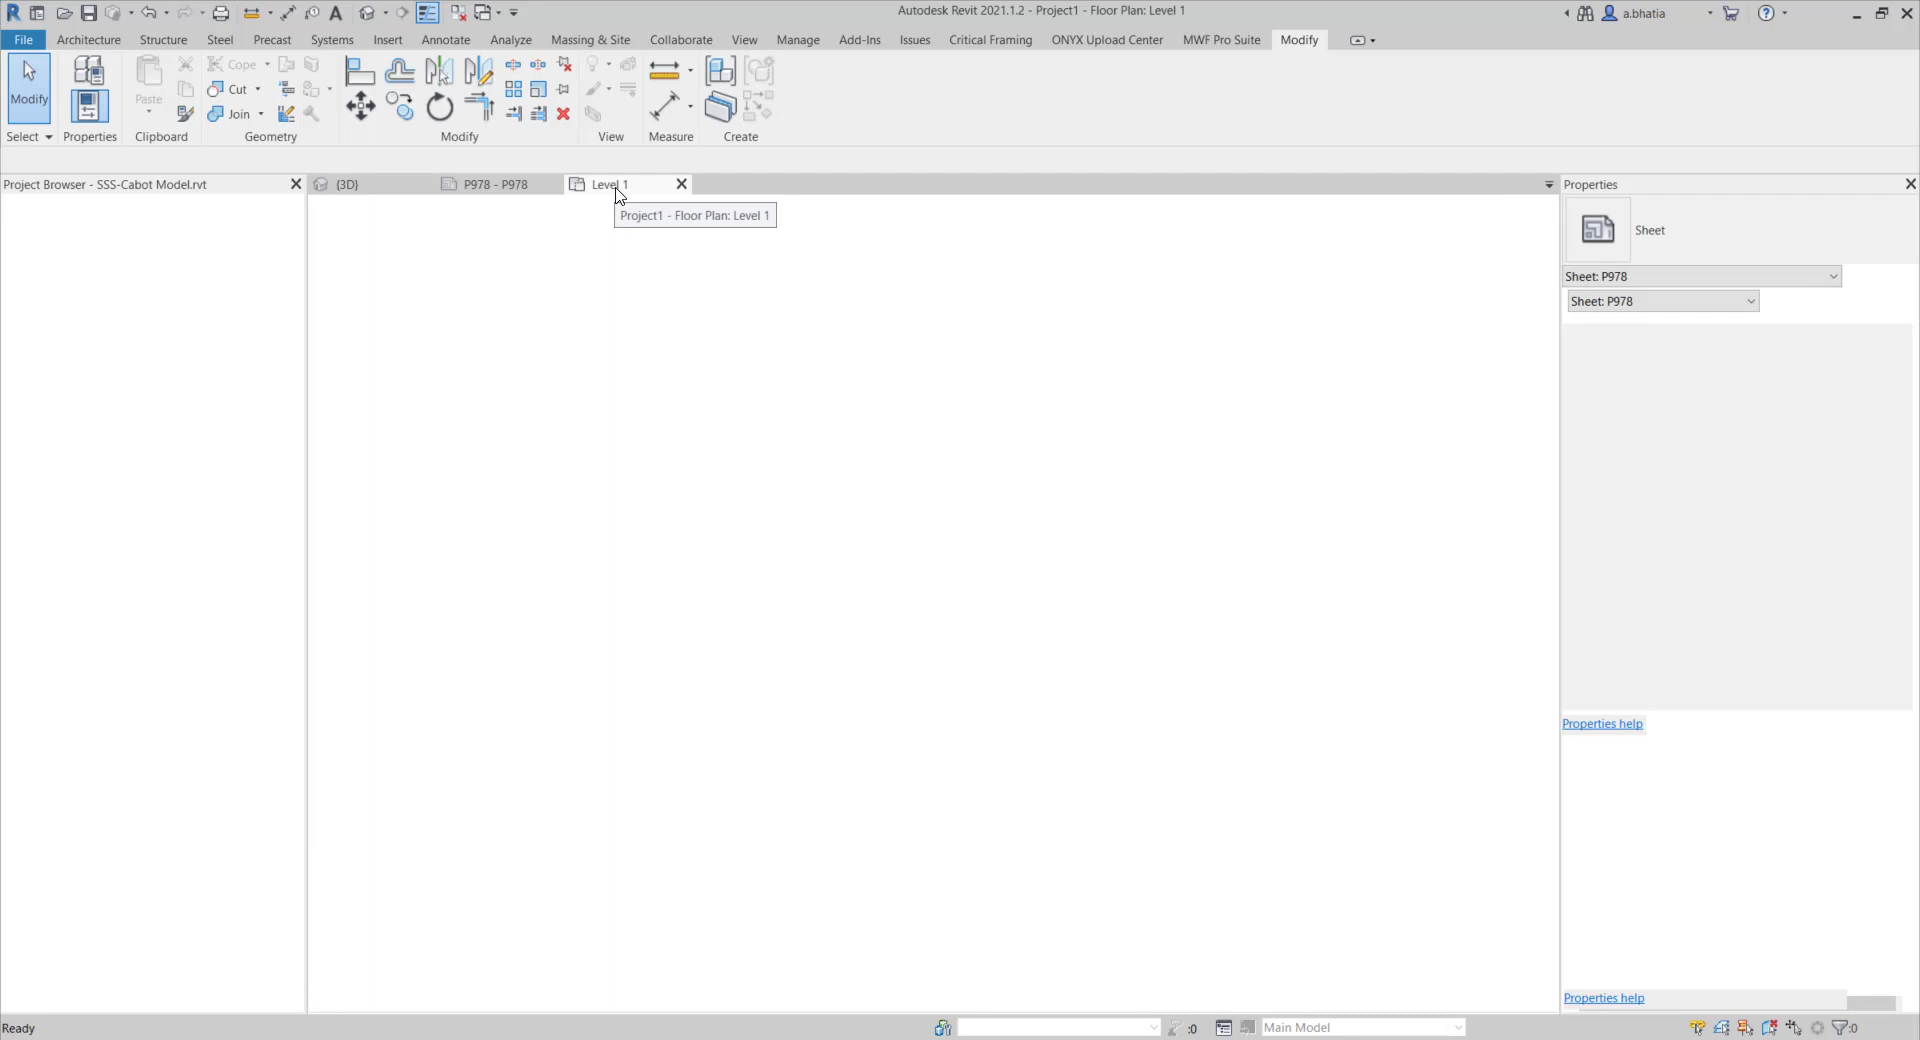 Autodesk Revit 2021.1.2 - Project1 - Floor Plan: Level 1
a.bhatia
File Architecture Structure Steel Precast Systems Insert Annotate Analyze Massing & Site Collaborate View Manage Add-Ins Issues Critical Framing ONYX Upload Center MWF Pro Suite Modify
Cope
Modify
Paste
Cut
Join
Select Properties Clipboard Geometry Modify View Measure Create
Project Browser - SSS-Cabot Model.rvt
{3D}
P978 - P978
Level 1
Project1 - Floor Plan: Level 1
Properties
Sheet
Sheet: P978
Sheet: P978
Properties help
Properties help
Ready
:0
Main Model
:0